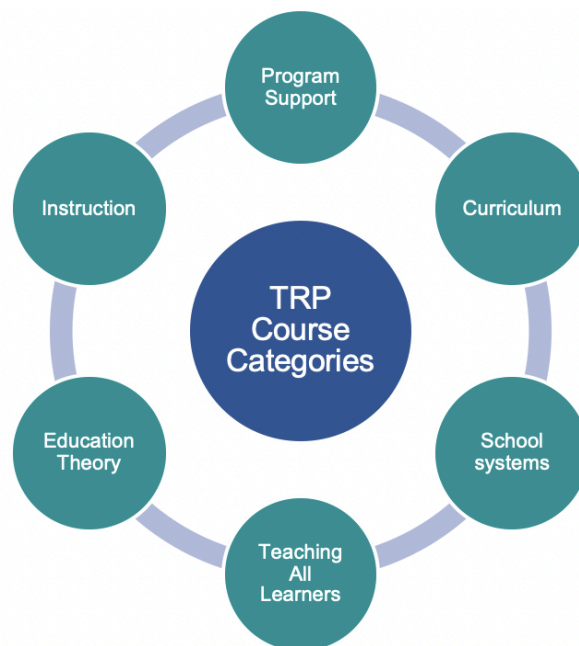 Program
Support
Instruction
Curriculum
TRP
Course
Categories
Education
Theory
School
systems
Teaching
All
Learners